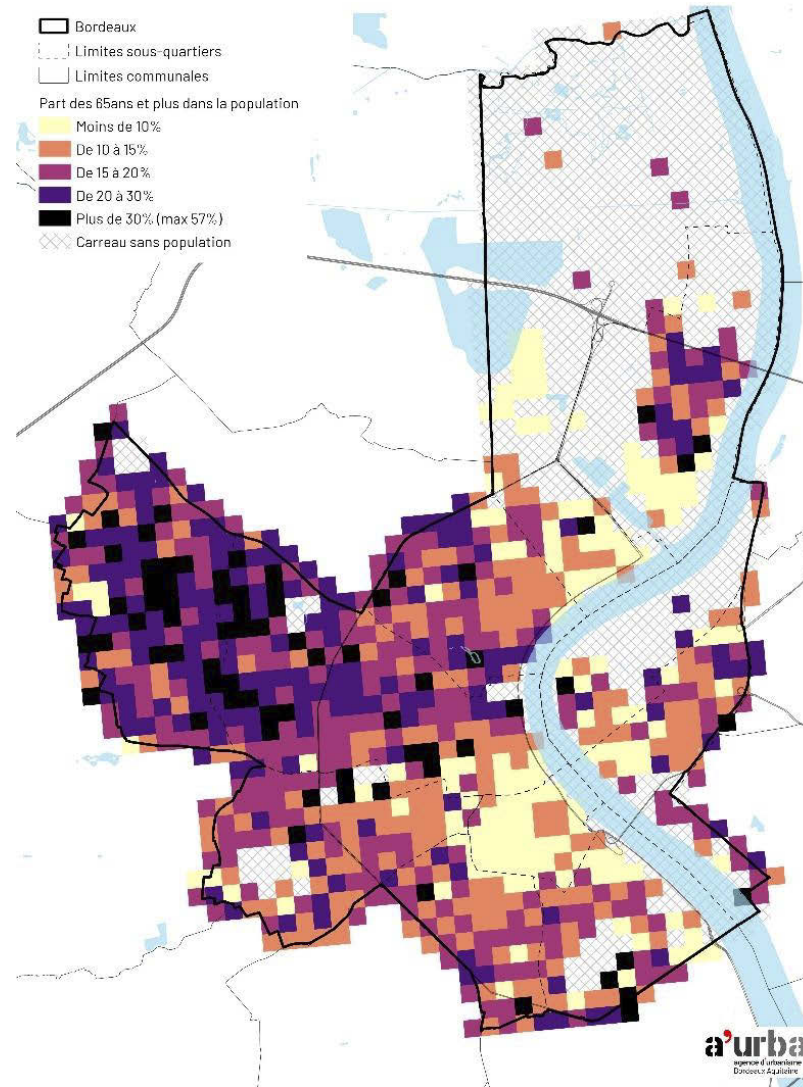 Bordeaux
Limites sous-quartiers
Limites communales
Part des 65ans et plus dans la population
Moins de 10%
De 10 à 15%
De 15 à 20%
De 20 à 30%
Plus de 30% (max 57%)
Carreau sans population
a'urba
agence d'urbanisme
Bordeaux Aquitaine